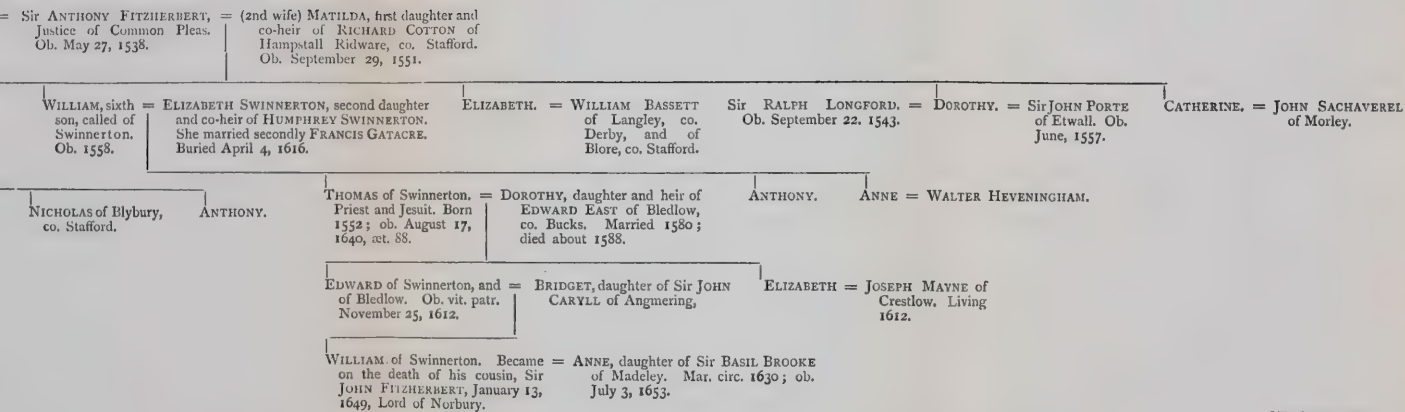 = Sir ANTHONY FITZHERBERT,
Justice of Common Pleas.
Ob. May 27, 1538.
= (2nd wife) MATILDA, first daughter and
co-heir of RICHARD COTTON of
Hampstall Ridware, co. Stafford.
Ob. September 29, 1551.
WILLIAM, sixth
son, called of
Swinnerton.
Ob. 1558.
= ELIZABETH SWINNERTON, second daughter
and co-heir of HUMPHREY SWINNERTON.
She married secondly FRANCIS GATACRE.
Buried April 4, 1616.
ELIZABETH. = WILLIAM BASSETT
of Langley, co.
Derby, and of
Blore, co. Stafford.
Sir RALPH LONGFORD.
Ob. September 22. 1543.
= DOROTHY. = Sir JOHN PORTE
of Etwall. Ob.
June, 1557.
CATHERINE. = JOHN SACHAVEREL
of Morley.
NICHOLAS of Blybury,
co. Stafford.
ANTHONY.
THOMAS of Swinnerton.
Priest and Jesuit. Born
1552; ob. August 17,
1640, æt. 88.
= DOROTHY, daughter and heir of
EDWARD EAST of Bledlow,
co. Bucks. Married 1580;
died about 1588.
ANTHONY.
ANNE = WALTER HEVENINGHAM.
EDWARD of Swinnerton, and
of Bledlow. Ob. vit. patr.
November 25, 1612.
= BRIDGET, daughter of Sir JOHN
CARYLL of Angmering,
ELIZABETH = JOSEPH MAYNE of
Crestlow. Living
1612.
WILLIAM of Swinnerton. Became
on the death of his cousin, Sir
JOHN FITZHERBERT, January 13,
1649, Lord of Norbury.
= ANNE, daughter of Sir BASIL BROOKE
of Madeley. Mar. circ. 1630; ob.
July 3, 1653.